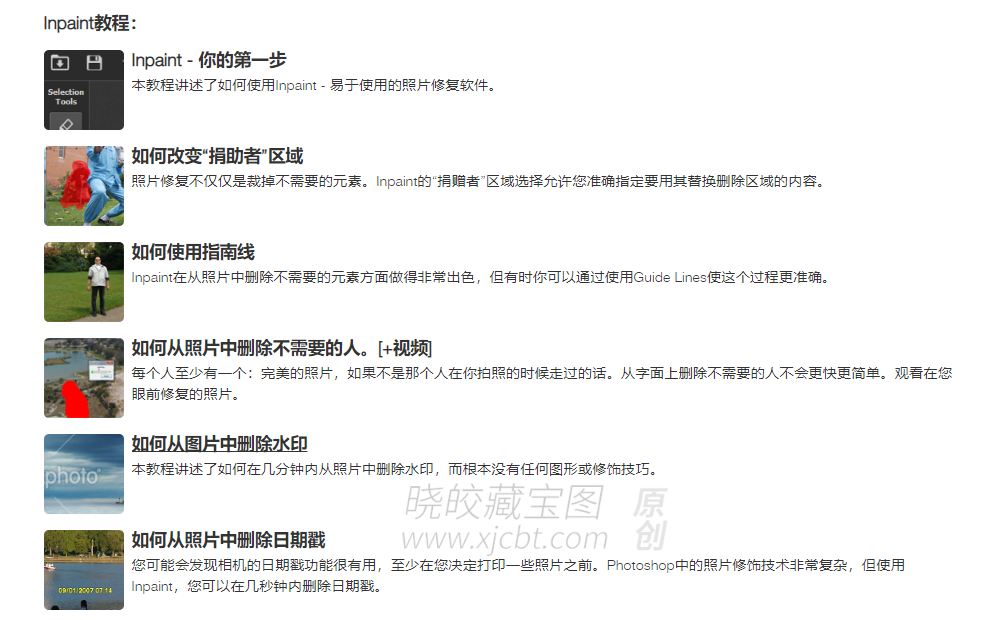 Inpaint教程：
Inpaint - 你的第一步
本教程讲述了如何使用Inpaint - 易于使用的照片修复软件。
Selection
Tools
如何改变“捐助者”区域
照片修复不仅仅是裁掉不需要的元素。Inpaint的“捐赠者”区域选择允许您准确指定要用其替换删除区域的内容。
如何使用指南线
Inpaint在从照片中删除不需要的元素方面做得非常出色，但有时你可以通过使用Guide Lines使这个过程更准确。
如何从照片中删除不需要的人。[+视频]
每个人至少有一个：完美的照片，如果不是那个人在你拍照的时候走过的话。从字面上删除不需要的人不会更快更简单。观看在您
眼前修复的照片。
如何从图片中删除水印
本教程讲述了如何在几分钟内从照片中删除水印，而根本没有任何图形或修饰技巧。
photo
晓皎藏宝图 原创
www.xjcbt.com
如何从照片中删除日期戳
您可能会发现相机的日期戳功能很有用，至少在您决定打印一些照片之前。Photoshop中的照片修饰技术非常复杂，但使用
Inpaint，您可以在几秒钟内删除日期戳。
09/01/2007 07:14